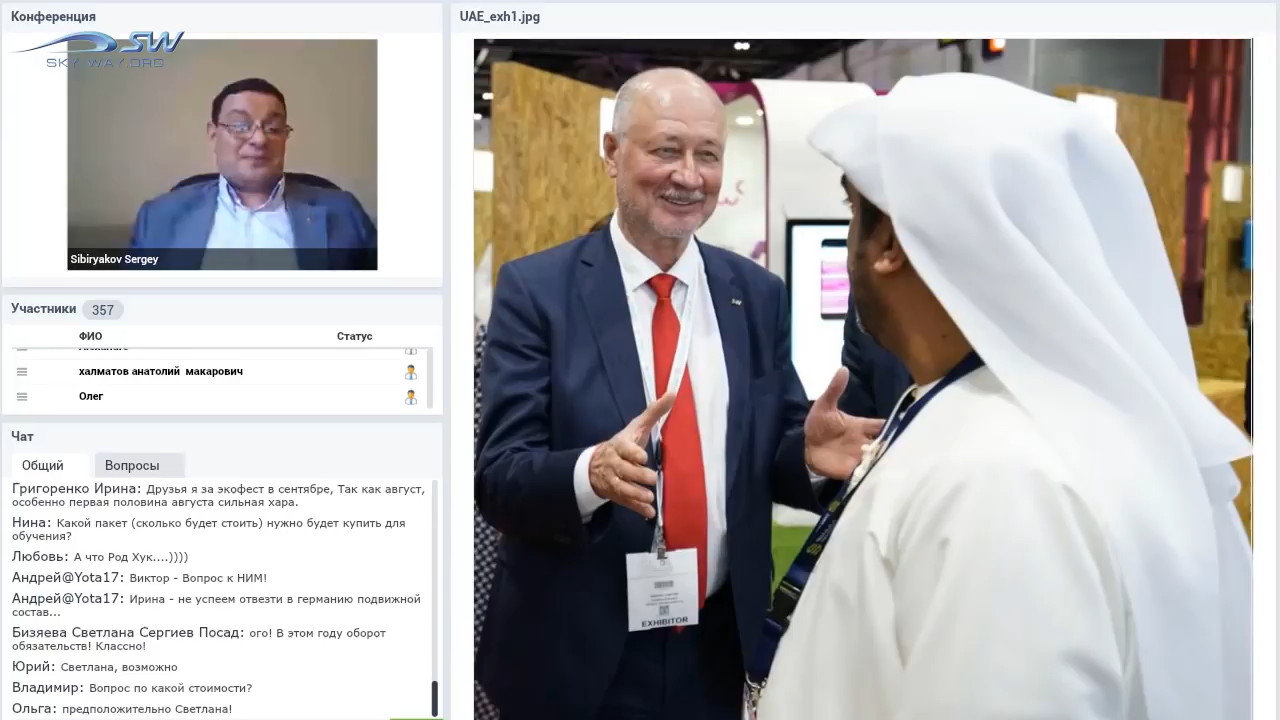 Конференция
SW
SKY WAY.ORG
Sibiryakov Sergey
Участники 357
ФИО Статус
халматов анатолий макарович
Олег
Чат
Общий Вопросы
Григоренко Ирина: Друзья я за экофест в сентябре, Так как август,
особенно первая половина августа сильная хара.
Нина: Какой пакет (сколько будет стоить) нужно будет купить для
обучения?
Любовь: А что Род Хук....))))
Андрей@Yota17: Виктор - Вопрос к НИМ!
Андрей@Yota17: Ирина - не успеем отвезти в германию подвижной
состав...
Бизяева Светлана Сергиев Посад: ого! В этом году оборот
обязательств! Классно!
Юрий: Светлана, возможно
Владимир: Вопрос по какой стоимости?
Ольга: предположительно Светлана!
UAE_exh1.jpg
EXHIBITOR